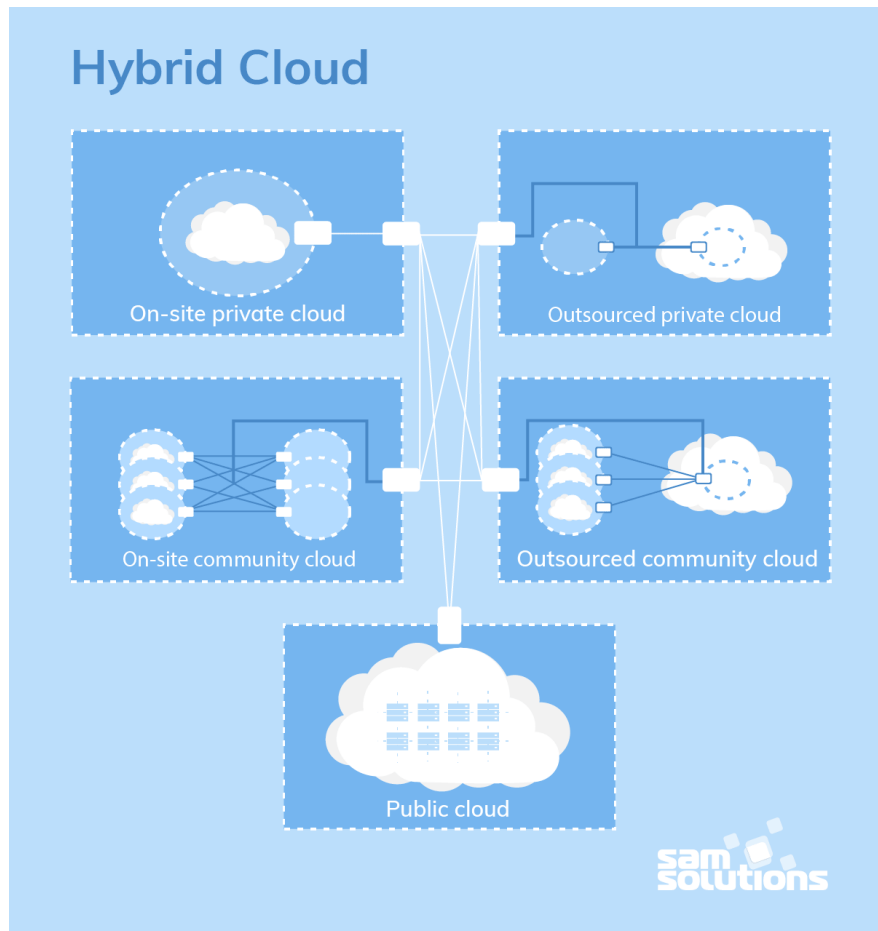 Hybrid Cloud
On-site private cloud
Outsourced private cloud
On-site community cloud
Outsourced community cloud
Public cloud
sam
solutions